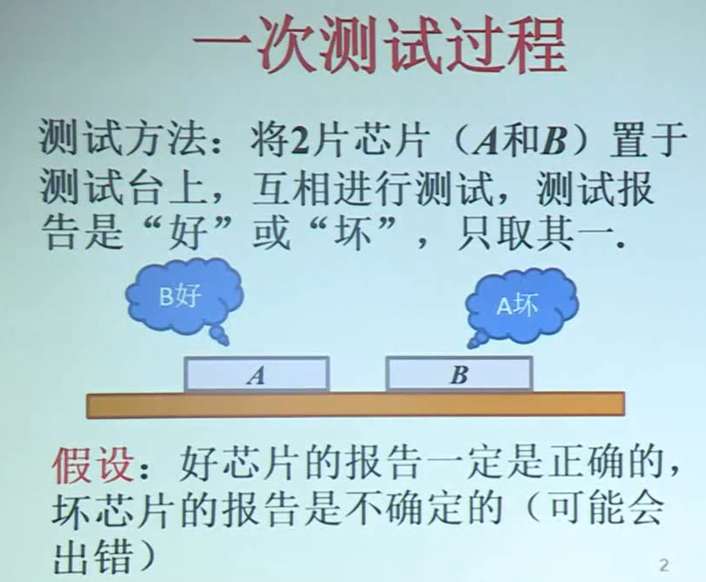 一次测试过程
测试方法：将2片芯片（A和B）置于
测试台上，互相进行测试，测试报
告是“好”或“坏”，只取其一．
B好
A坏
A
B
假设：好芯片的报告一定是正确的，
坏芯片的报告是不确定的（可能会
出错）
2